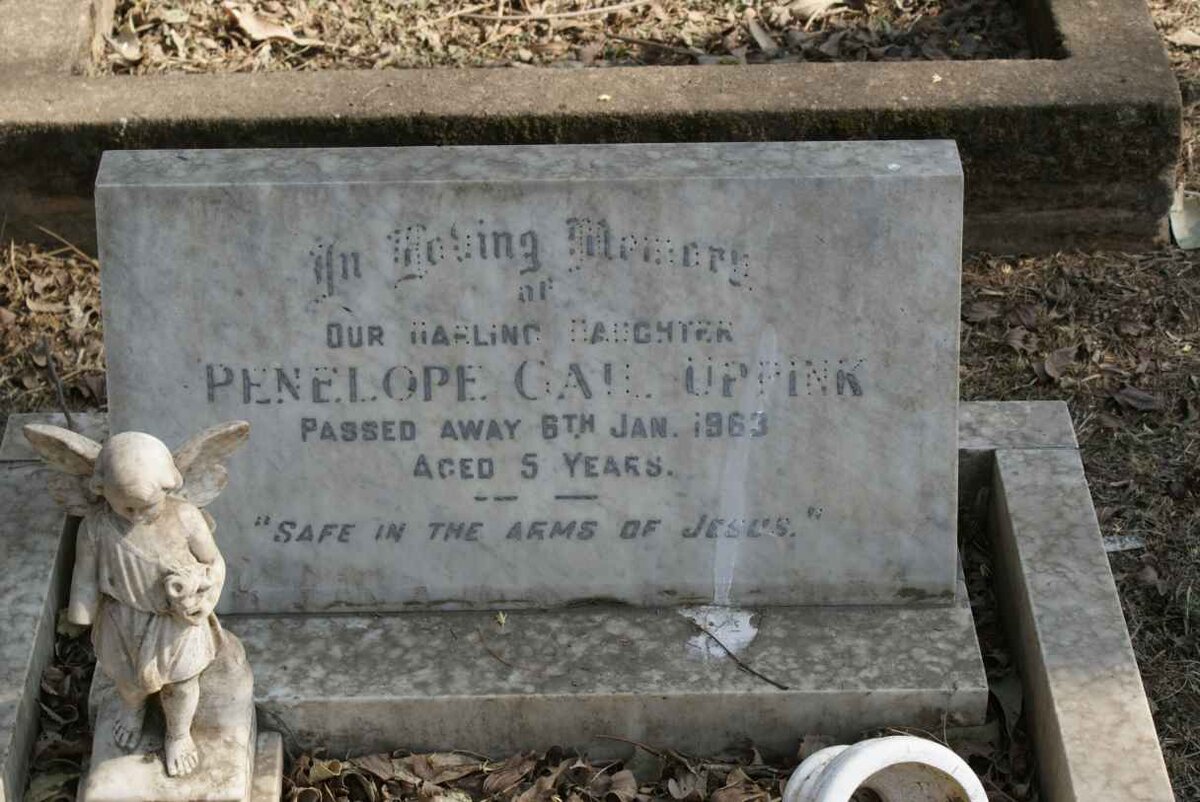 In Loving Memory
of
OUR DARLING DAUGHTER
PENELOPE GAIL UPPINK
PASSED AWAY 6TH JAN. 1963
AGED 5 YEARS.
"SAFE IN THE ARMS OF JESUS."